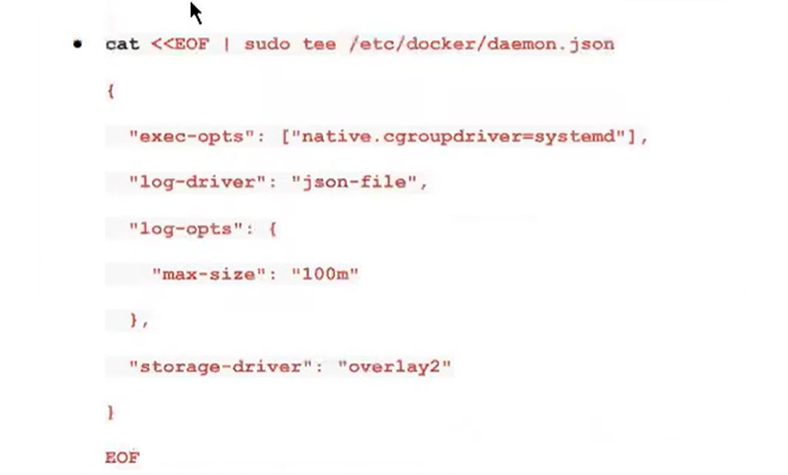 • cat <<EOF | sudo tee /etc/docker/daemon.json
{
  "exec-opts": ["native.cgroupdriver=systemd"],
  "log-driver": "json-file",
  "log-opts": {
    "max-size": "100m"
  },
  "storage-driver": "overlay2"
}
EOF